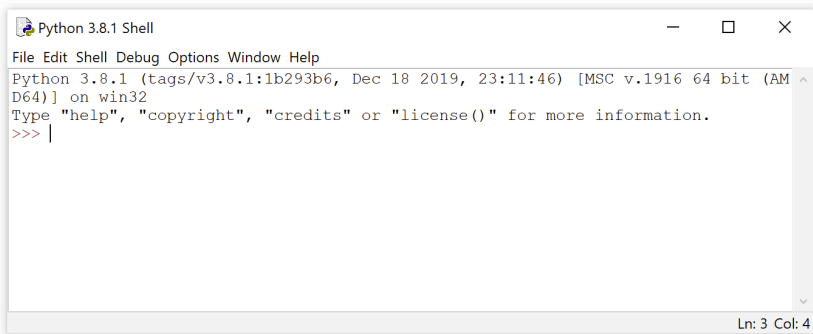 Python 3.8.1 Shell
File Edit Shell Debug Options Window Help
Python 3.8.1 (tags/v3.8.1:1b293b6, Dec 18 2019, 23:11:46) [MSC v.1916 64 bit (AM
D64)] on win32
Type "help", "copyright", "credits" or "license()" for more information.
>>>
Ln: 3 Col: 4